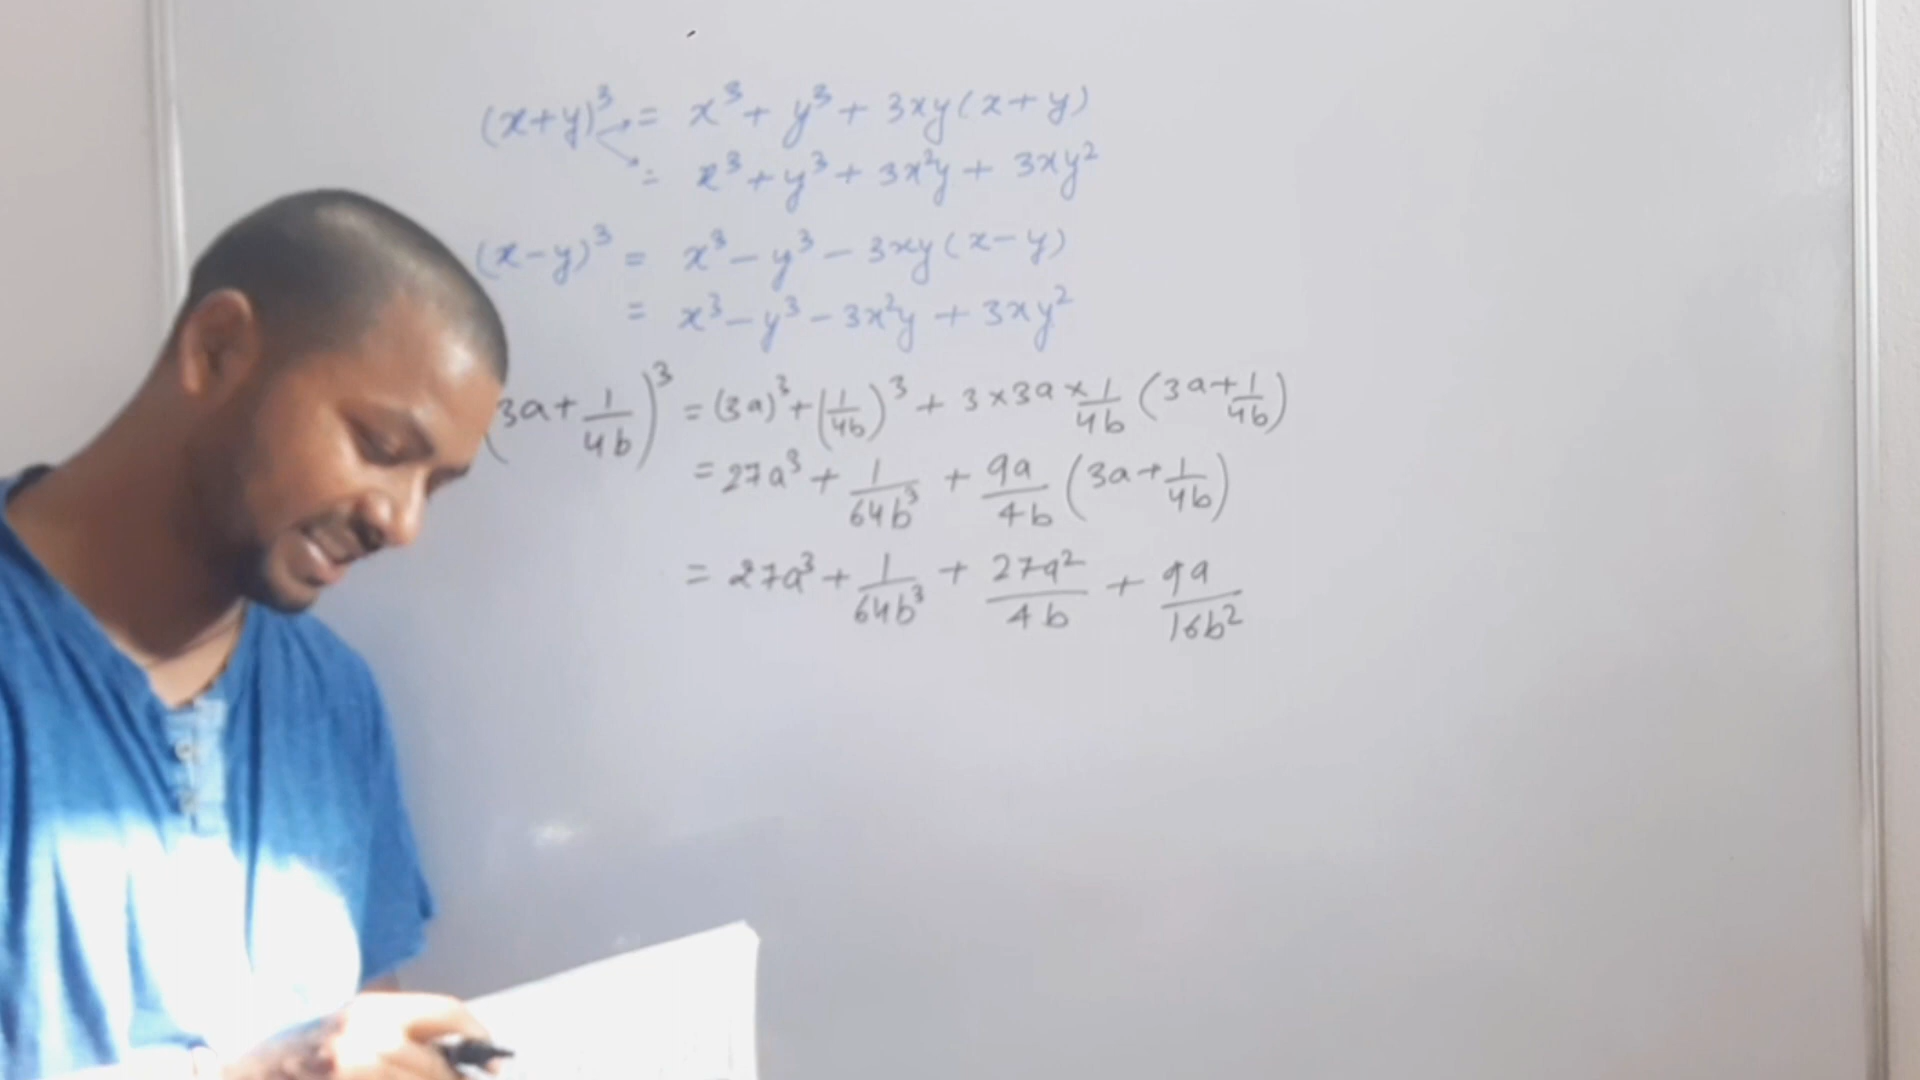 (x+y)³ = x³ + y³ + 3xy(x+y)
= x³ + y³ + 3x²y + 3xy²
(x-y)³ = x³ - y³ - 3xy(x-y)
= x³ - y³ - 3x²y + 3xy²
(3a + 1/4b)³ = (3a)³ + (1/4b)³ + 3×3a×1/4b (3a + 1/4b)
= 27a³ + 1/64b³ + 9a/4b (3a + 1/4b)
= 27a³ + 1/64b³ + 27a²/4b + 9a/16b²